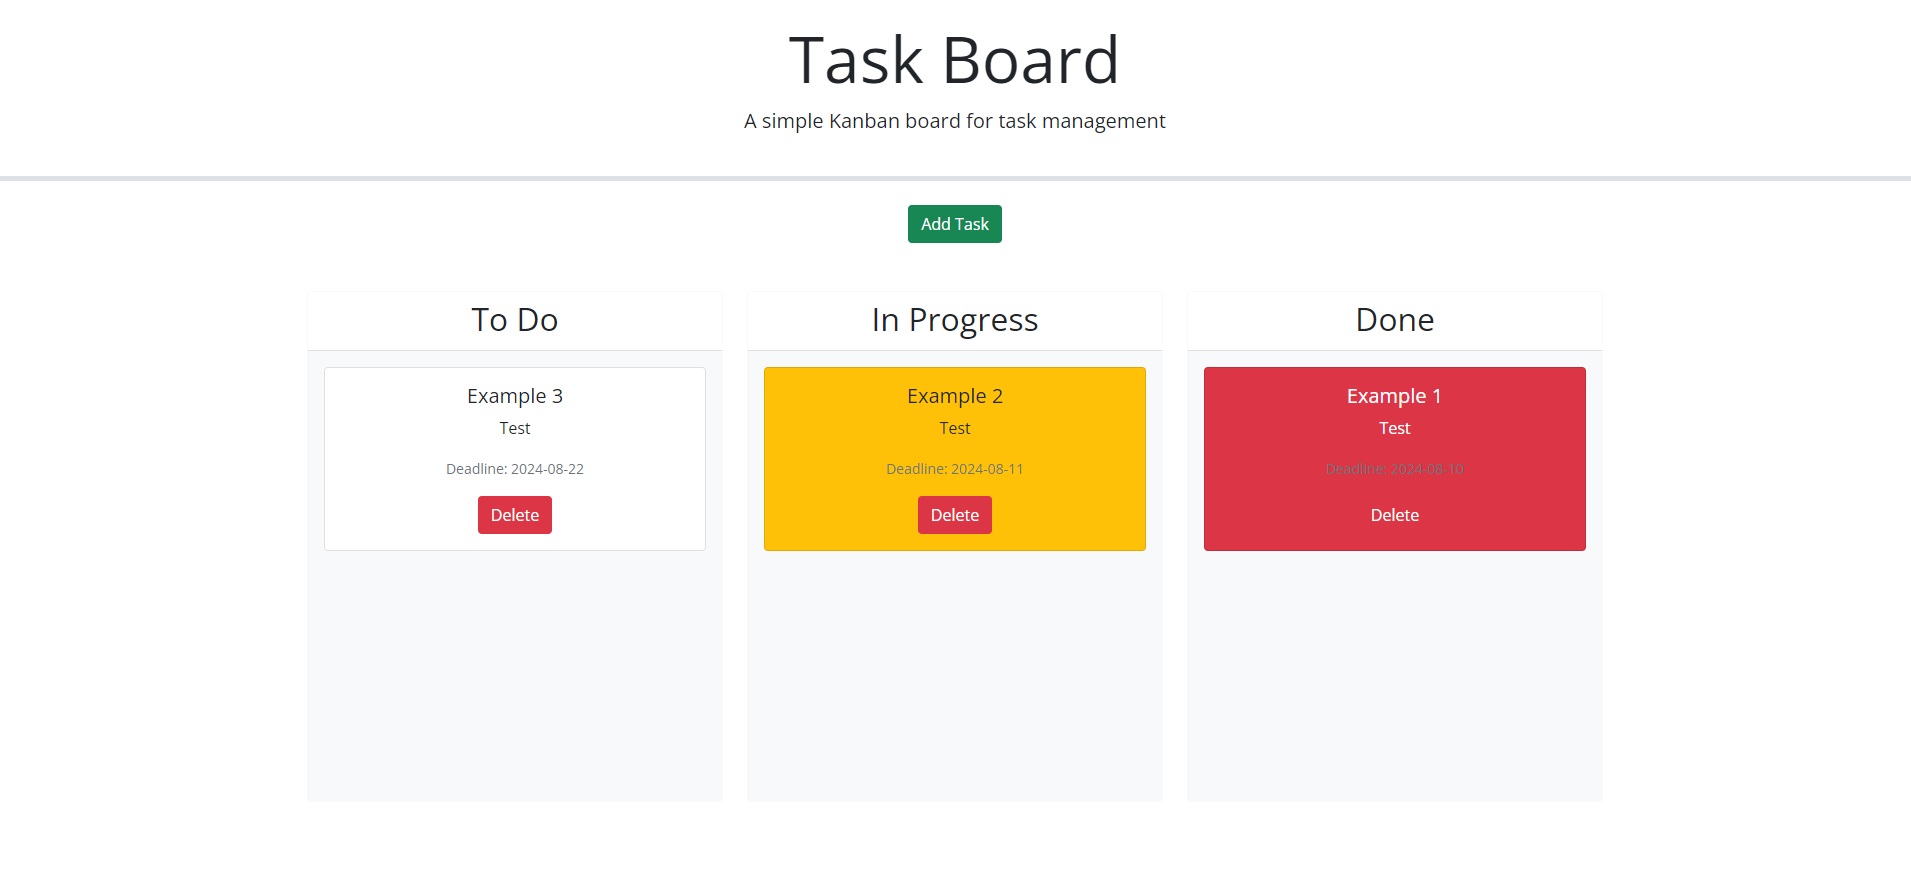 Task Board
A simple Kanban board for task management
Add Task
To Do
Example 3
Test
Deadline: 2024-08-22
Delete
In Progress
Example 2
Test
Deadline: 2024-08-11
Delete
Done
Example 1
Test
Deadline: 2024-08-10
Delete